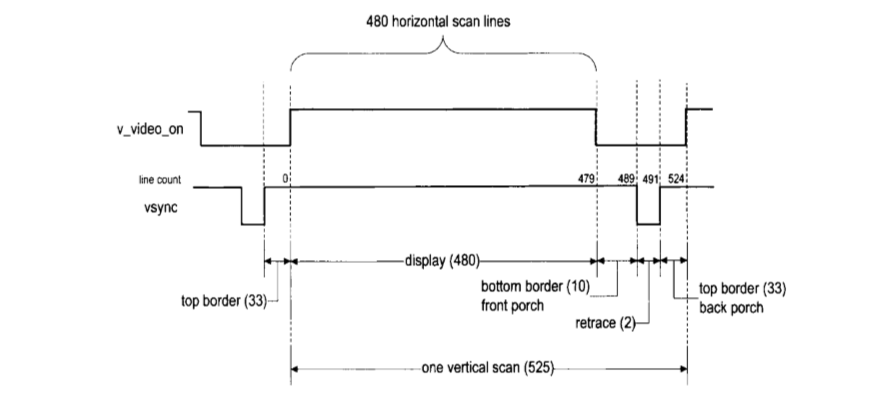 480 horizontal scan lines
v_video_on
line count 0 479 489 491 524
vsync
display (480)
bottom border (10)
front porch
top border (33)
top border (33)
back porch
retrace (2)
one vertical scan (525)